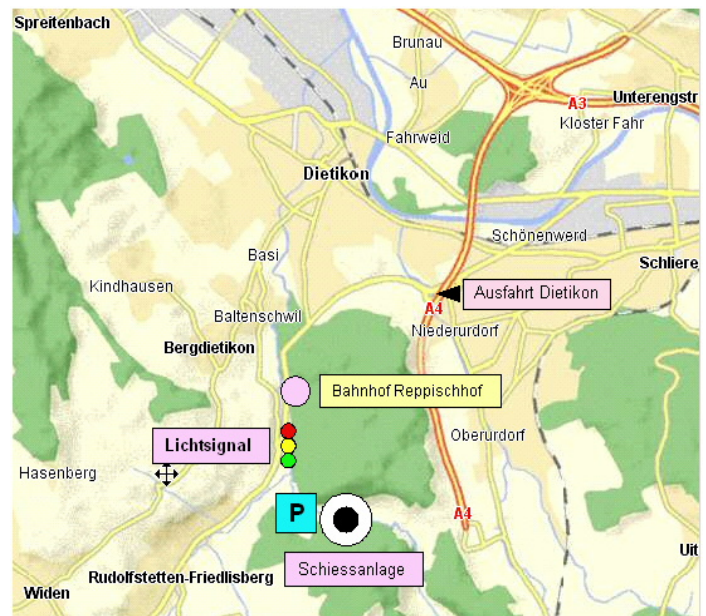 Spreitenbach
Brunau
Au
A3
Unterengstr
Kloster Fahr
Fahrweid
Dietikon
Schönenwerd
Basi
Schliere
Kindhausen
Ausfahrt Dietikon
A4
Baltenschwil
Niederurdorf
Bergdietikon
Bahnhof Reppischhof
Lichtsignal
Oberurdorf
Hasenberg
P
A4
Uit
Schiessanlage
Rudolfstetten-Friedlisberg
Widen